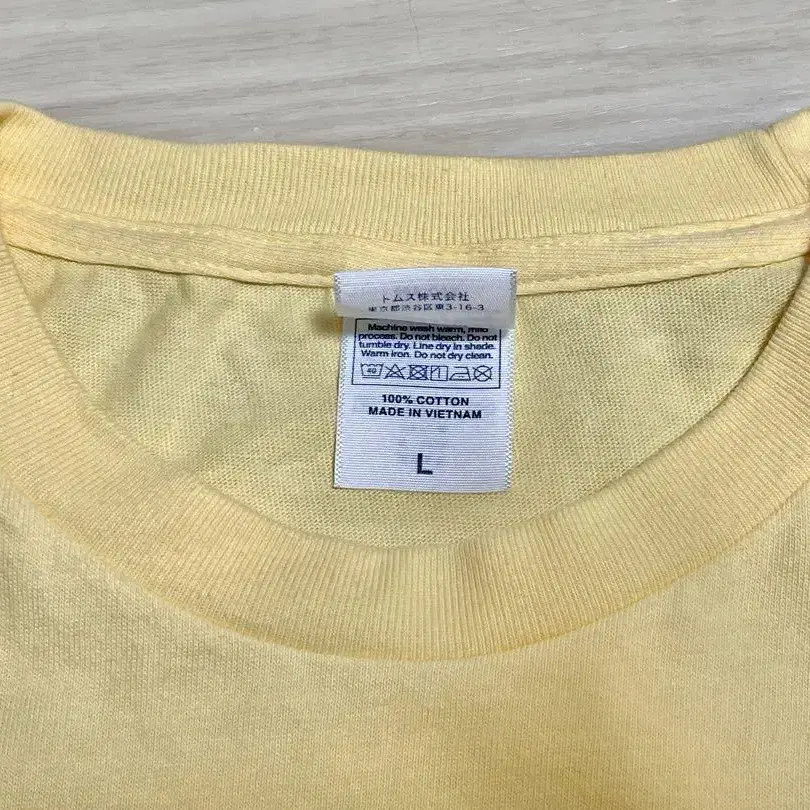 トムス株式会社
東京都渋谷区東3-16-3
Machine wash warm, mild
process. Do not bleach. Do not
tumble dry. Line dry in shade.
Warm iron. Do not dry clean.
40
100% COTTON
MADE IN VIETNAM
L